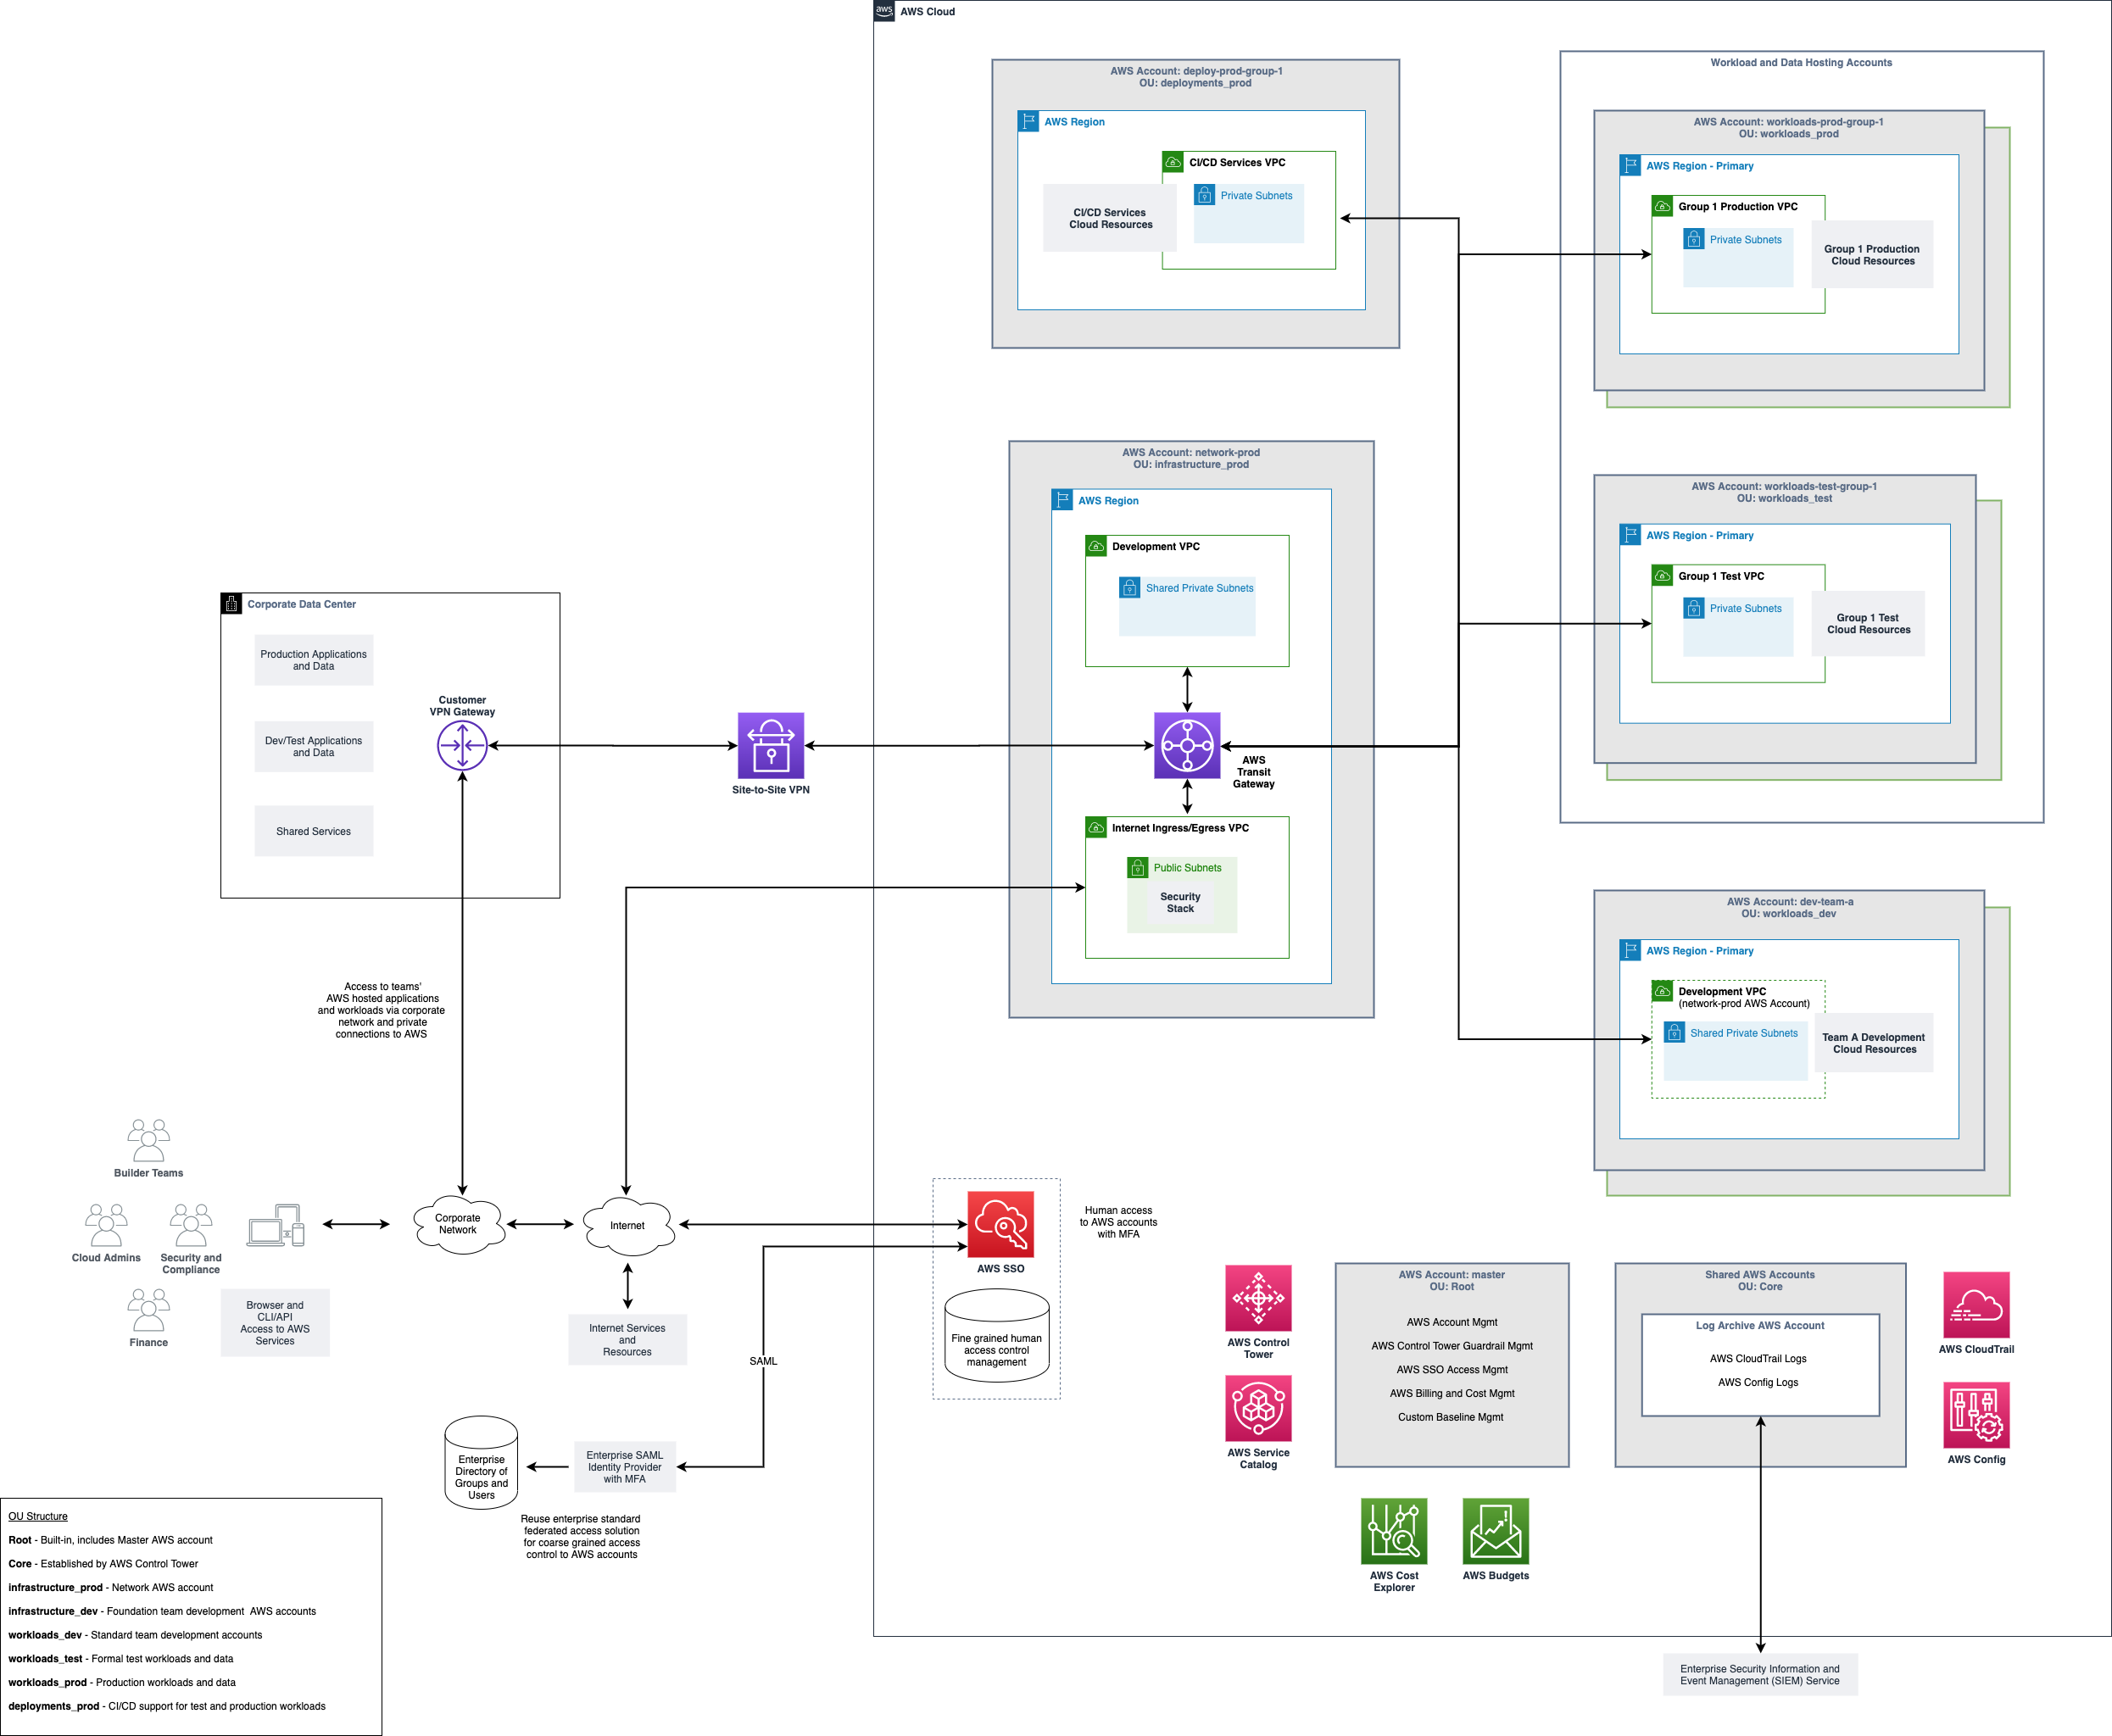 aws
AWS Cloud
AWS Account: deploy-prod-group-1
OU: deployments_prod
AWS Region
CI/CD Services VPC
Private Subnets
CI/CD Services
Cloud Resources
Workload and Data Hosting Accounts
AWS Account: workloads-prod-group-1
OU: workloads_prod
AWS Region - Primary
Group 1 Production VPC
Private Subnets
Group 1 Production
Cloud Resources
AWS Account: workloads-test-group-1
OU: workloads_test
AWS Region - Primary
Group 1 Test VPC
Private Subnets
Group 1 Test
Cloud Resources
AWS Account: network-prod
OU: infrastructure_prod
AWS Region
Development VPC
Shared Private Subnets
AWS
Transit
Gateway
Internet Ingress/Egress VPC
Public Subnets
Security
Stack
Corporate Data Center
Production Applications
and Data
Dev/Test Applications
and Data
Shared Services
Customer
VPN Gateway
Site-to-Site VPN
AWS Account: dev-team-a
OU: workloads_dev
AWS Region - Primary
Development VPC
(network-prod AWS Account)
Shared Private Subnets
Team A Development
Cloud Resources
Access to teams'
AWS hosted applications
and workloads via corporate
network and private
connections to AWS
Builder Teams
Cloud Admins
Security and
Compliance
Finance
Browser and
CLI/API
Access to AWS
Services
Corporate
Network
Internet
Internet Services
and
Resources
SAML
AWS SSO
Fine grained human
access control
management
Human access
to AWS accounts
with MFA
Enterprise
Directory of
Groups and
Users
Enterprise SAML
Identity Provider
with MFA
Reuse enterprise standard
federated access solution
for coarse grained access
control to AWS accounts
AWS Control
Tower
AWS Service
Catalog
AWS Account: master
OU: Root
AWS Account Mgmt
AWS Control Tower Guardrail Mgmt
AWS SSO Access Mgmt
AWS Billing and Cost Mgmt
Custom Baseline Mgmt
AWS Cost
Explorer
AWS Budgets
Shared AWS Accounts
OU: Core
Log Archive AWS Account
AWS CloudTrail Logs
AWS Config Logs
AWS CloudTrail
AWS Config
Enterprise Security Information and
Event Management (SIEM) Service
OU Structure
Root - Built-in, includes Master AWS account
Core - Established by AWS Control Tower
infrastructure_prod - Network AWS account
infrastructure_dev - Foundation team development AWS accounts
workloads_dev - Standard team development accounts
workloads_test - Formal test workloads and data
workloads_prod - Production workloads and data
deployments_prod - CI/CD support for test and production workloads